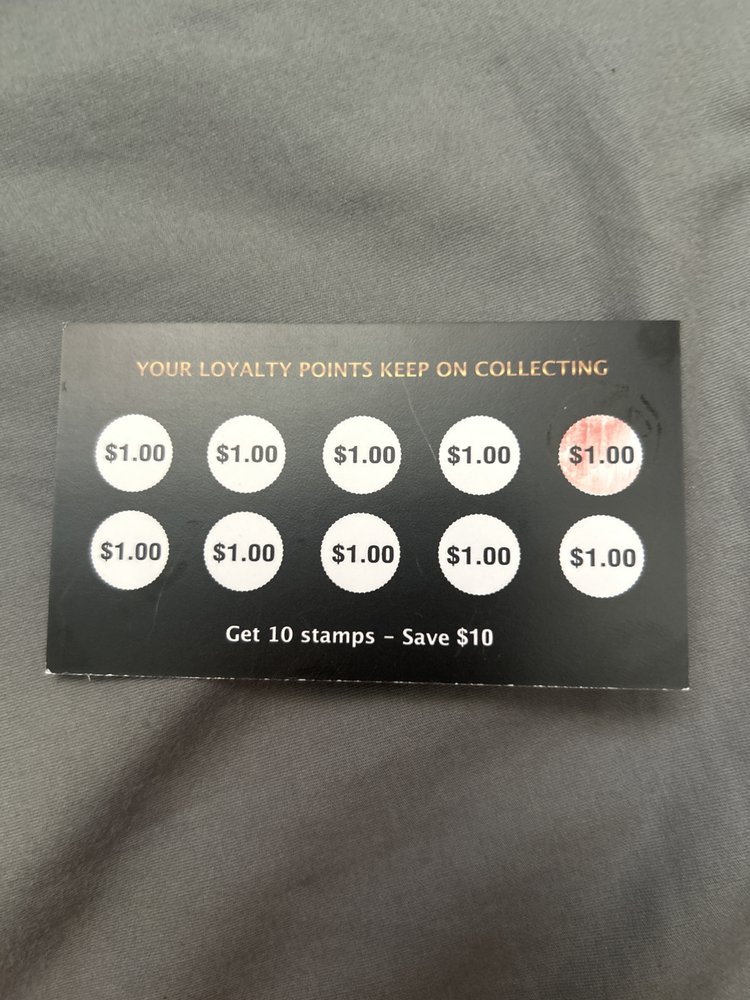 YOUR LOYALTY POINTS KEEP ON COLLECTING
$1.00 $1.00 $1.00 $1.00 $1.00
$1.00 $1.00 $1.00 $1.00 $1.00
Get 10 stamps – Save $10